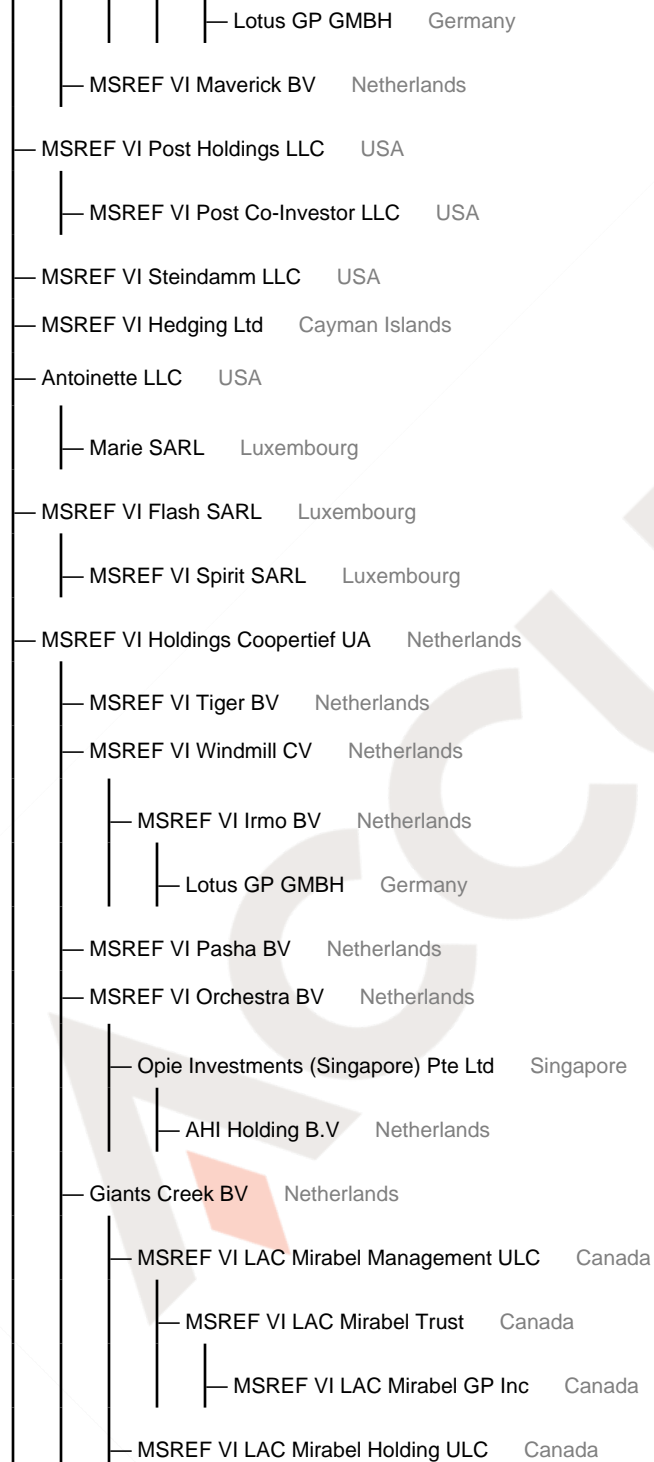 Lotus GP GMBH Germany
MSREF VI Maverick BV Netherlands
MSREF VI Post Holdings LLC USA
MSREF VI Post Co-Investor LLC USA
MSREF VI Steindamm LLC USA
MSREF VI Hedging Ltd Cayman Islands
Antoinette LLC USA
Marie SARL Luxembourg
MSREF VI Flash SARL Luxembourg
MSREF VI Spirit SARL Luxembourg
MSREF VI Holdings Coopertief UA Netherlands
MSREF VI Tiger BV Netherlands
MSREF VI Windmill CV Netherlands
MSREF VI Irmo BV Netherlands
Lotus GP GMBH Germany
MSREF VI Pasha BV Netherlands
MSREF VI Orchestra BV Netherlands
Opie Investments (Singapore) Pte Ltd Singapore
AHI Holding B.V Netherlands
Giants Creek BV Netherlands
MSREF VI LAC Mirabel Management ULC Canada
MSREF VI LAC Mirabel Trust Canada
MSREF VI LAC Mirabel GP Inc Canada
MSREF VI LAC Mirabel Holding ULC Canada